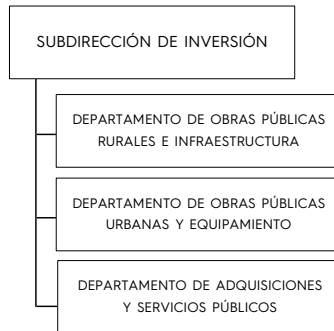 SUBDIRECCIÓN DE INVERSIÓN
DEPARTAMENTO DE OBRAS PÚBLICAS
RURALES E INFRAESTRUCTURA
DEPARTAMENTO DE OBRAS PÚBLICAS
URBANAS Y EQUIPAMIENTO
DEPARTAMENTO DE ADQUISICIONES
Y SERVICIOS PÚBLICOS